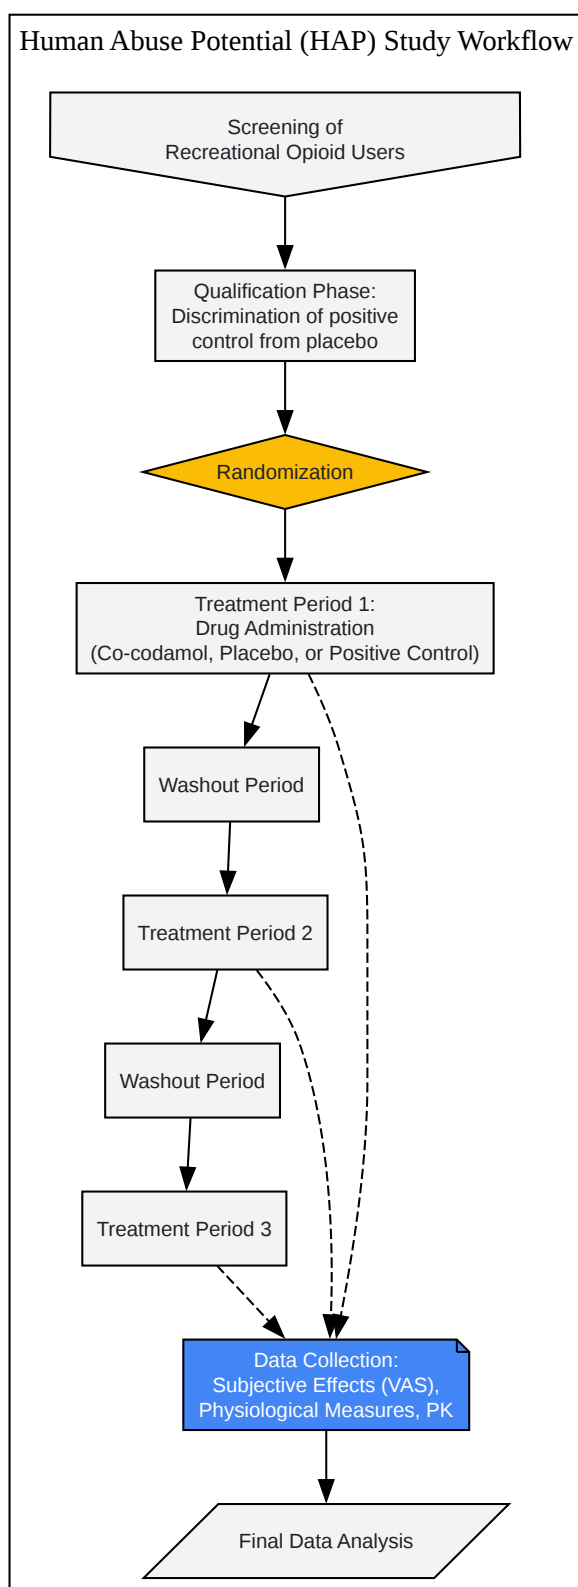 Human Abuse Potential (HAP) Study Workflow
Screening of
Recreational Opioid Users
Qualification Phase:
Discrimination of positive
control from placebo
Randomization
Treatment Period 1:
Drug Administration
(Co-codamol, Placebo, or Positive Control)
Washout Period
Treatment Period 2
Washout Period
Treatment Period 3
Data Collection:
Subjective Effects (VAS),
Physiological Measures, PK
Final Data Analysis